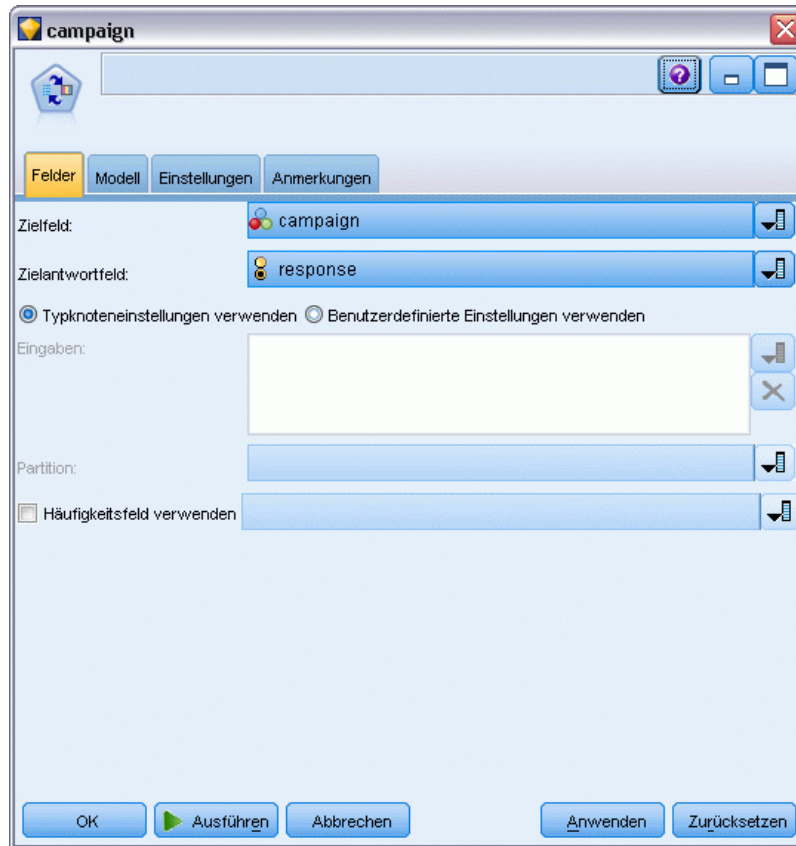 campaign
?
Felder Modell Einstellungen Anmerkungen
Zielfeld: campaign
Zielantwortfeld: response
Typknoteneinstellungen verwenden Benutzerdefinierte Einstellungen verwenden
Eingaben:
Partition:
Häufigkeitsfeld verwenden
OK Ausführen Abbrechen Anwenden Zurücksetzen